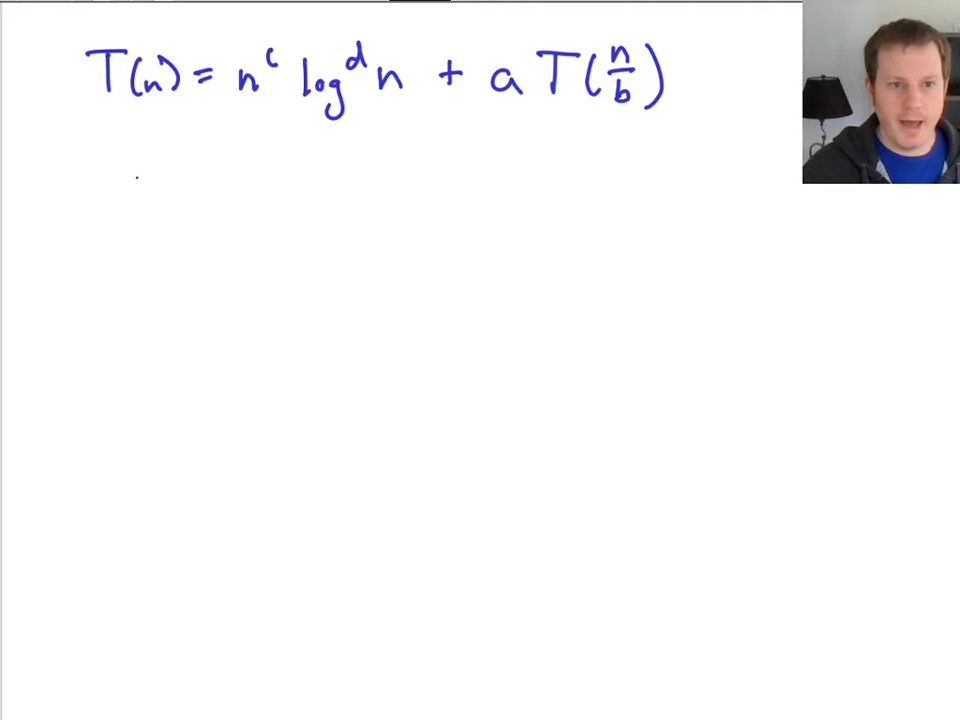 T(n) = n^c log^d n + a T(n/b)